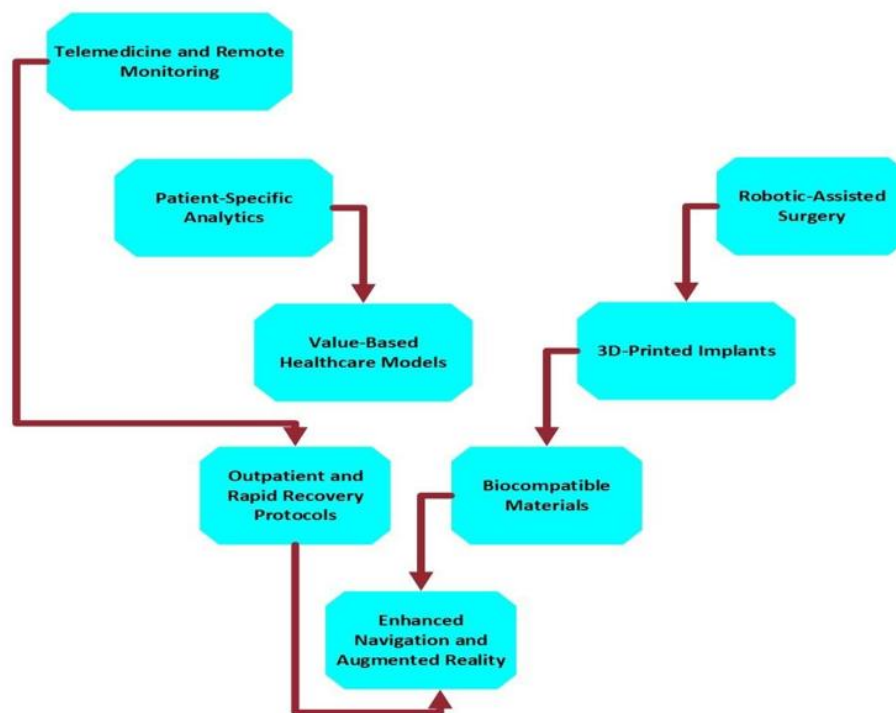 Telemedicine and Remote
Monitoring
Patient-Specific
Analytics
Robotic-Assisted
Surgery
Value-Based
Healthcare Models
3D-Printed Implants
Outpatient and
Rapid Recovery
Protocols
Biocompatible
Materials
Enhanced
Navigation and
Augmented Reality